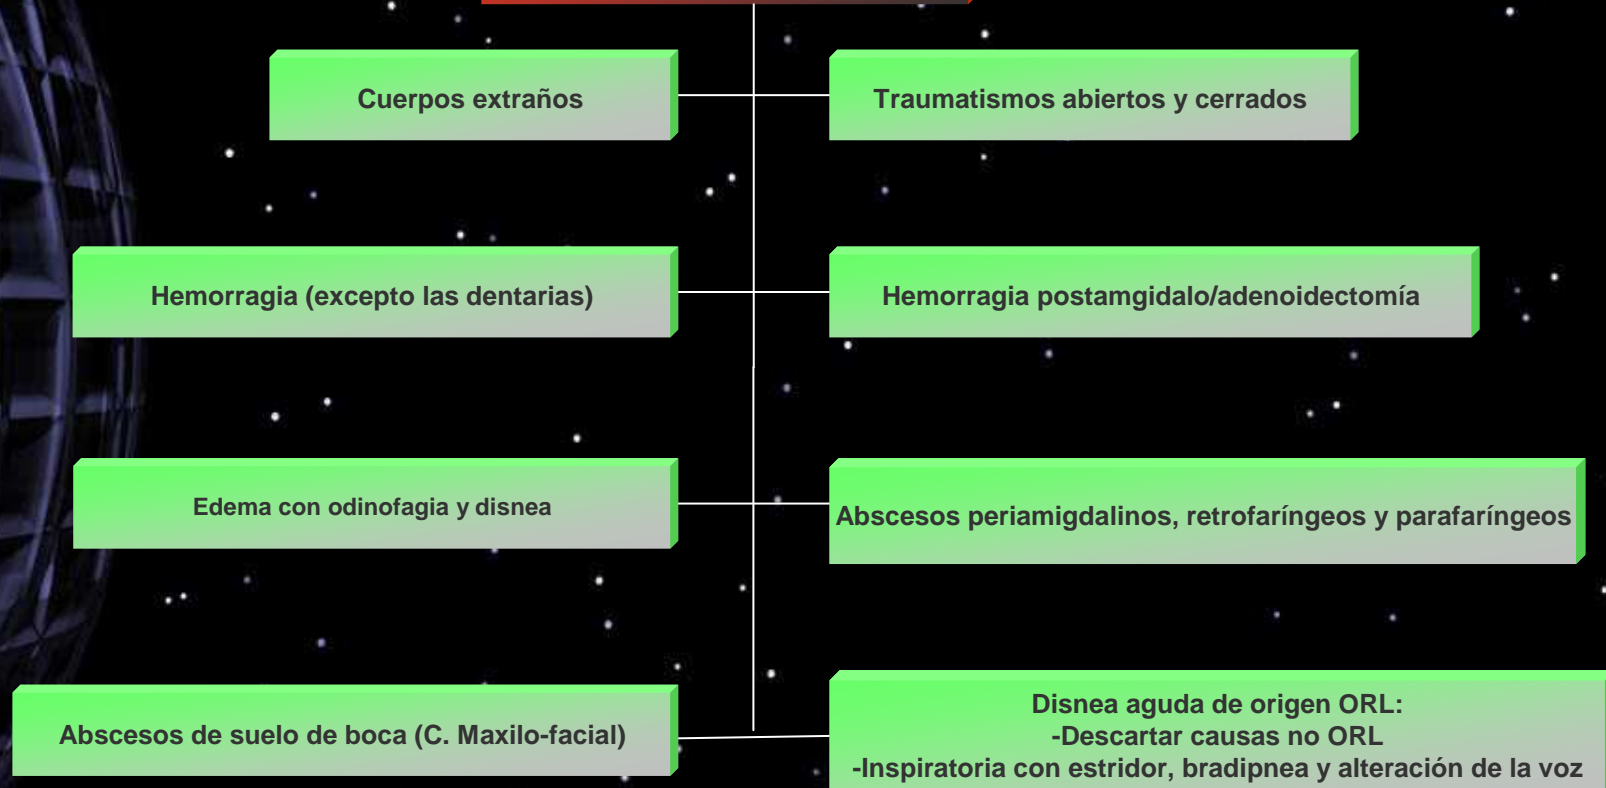 Cuerpos extraños
Traumatismos abiertos y cerrados
Hemorragia (excepto las dentarias)
Hemorragia postamgidalo/adenoidectomía
Edema con odinofagia y disnea
Abscesos periamigdalinos, retrofaríngeos y parafaríngeos
Abscesos de suelo de boca (C. Maxilo-facial)
Disnea aguda de origen ORL:
-Descartar causas no ORL
-Inspiratoria con estridor, bradipnea y alteración de la voz